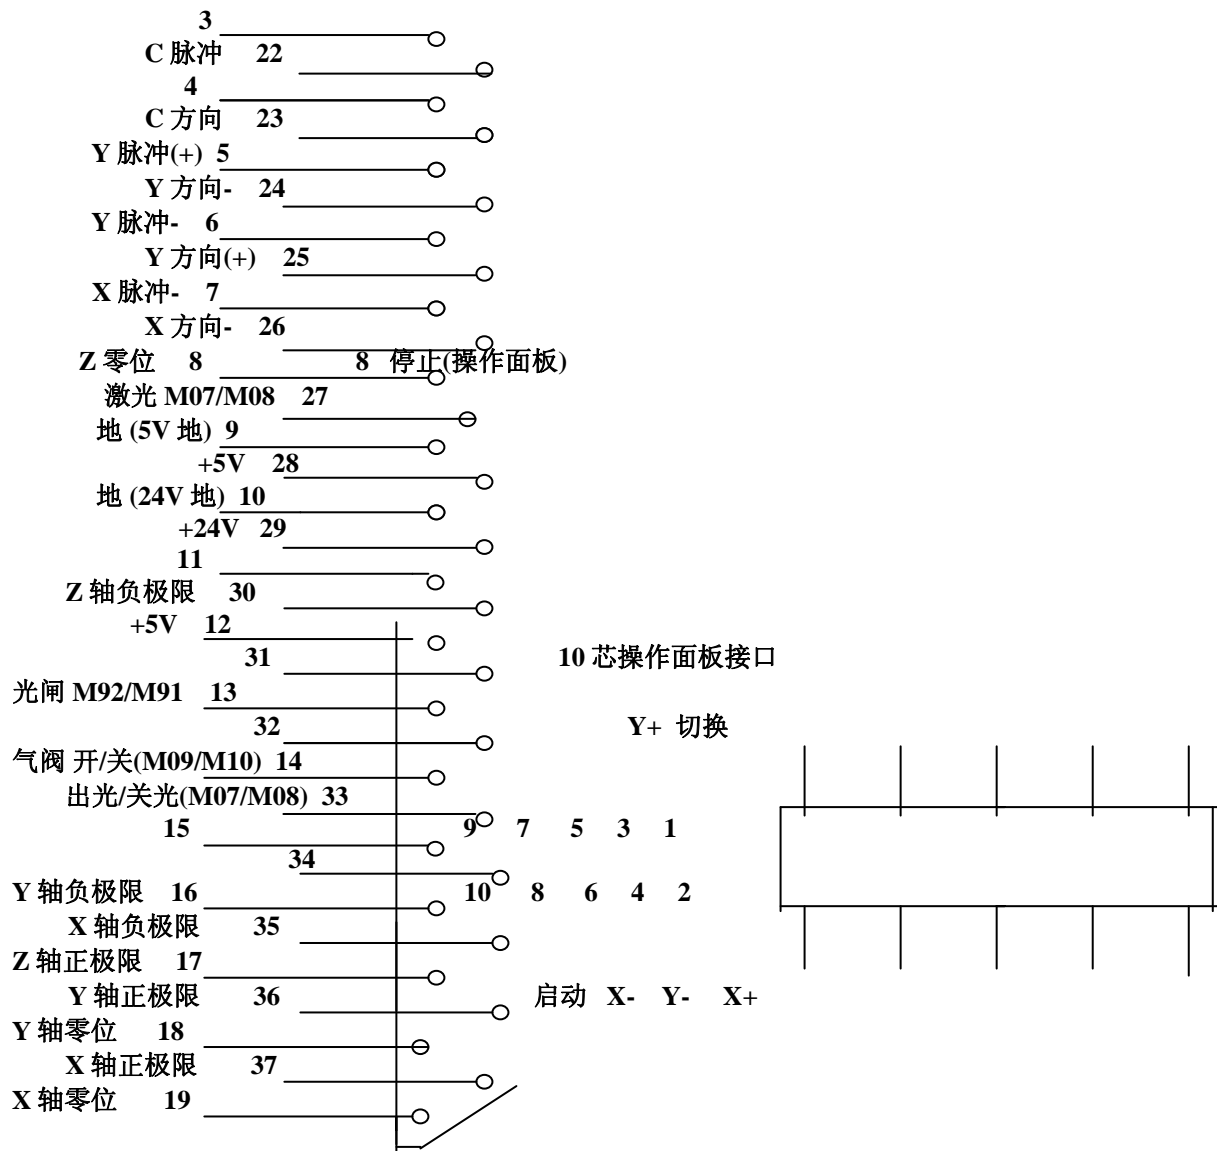 3
C 脉冲 22
4
C 方向 23
Y 脉冲(+) 5
Y 方向- 24
Y 脉冲- 6
Y 方向(+) 25
X 脉冲- 7
X 方向- 26
Z 零位 8 8 停止(操作面板)
激光 M07/M08 27
地 (5V 地) 9
+5V 28
地 (24V 地) 10
+24V 29
11
Z 轴负极限 30
+5V 12
31 10 芯操作面板接口
光闸 M92/M91 13
32 Y+ 切换
气阀 开/关(M09/M10) 14
出光/关光(M07/M08) 33
15 9 7 5 3 1
34
Y 轴负极限 16 10 8 6 4 2
X 轴负极限 35
Z 轴正极限 17
Y 轴正极限 36 启动 X- Y- X+
Y 轴零位 18
X 轴正极限 37
X 轴零位 19